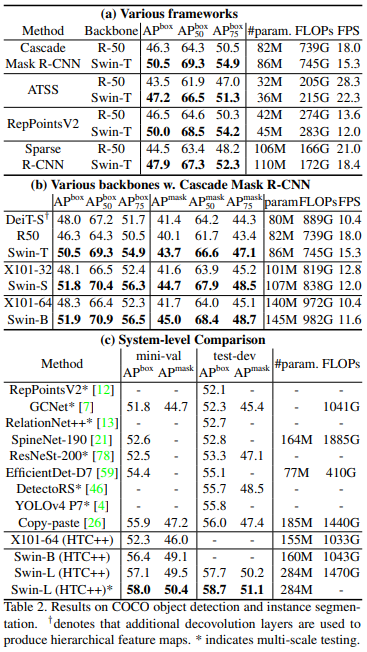 (a) Various frameworks
Method Backbone AP^box AP^box_50 AP^box_75 #param. FLOPs FPS
Cascade R-50 46.3 64.3 50.5 82M 739G 18.0
Mask R-CNN Swin-T 50.5 69.3 54.9 86M 745G 15.3
ATSS R-50 43.5 61.9 47.0 32M 205G 28.3
Swin-T 47.2 66.5 51.3 36M 215G 22.3
RepPointsV2 R-50 46.5 64.6 50.3 42M 274G 13.6
Swin-T 50.0 68.5 54.2 45M 283G 12.0
Sparse R-50 44.5 63.4 48.2 106M 166G 21.0
R-CNN Swin-T 47.9 67.3 52.3 110M 172G 18.4
(b) Various backbones w. Cascade Mask R-CNN
AP^box AP^box_50 AP^box_75 AP^mask AP^mask_50 AP^mask_75 param FLOPs FPS
DeiT-S† 48.0 67.2 51.7 41.4 64.2 44.3 80M 889G 10.4
R50 46.3 64.3 50.5 40.1 61.7 43.4 82M 739G 18.0
Swin-T 50.5 69.3 54.9 43.7 66.6 47.1 86M 745G 15.3
X101-32 48.1 66.5 52.4 41.6 63.9 45.2 101M 819G 12.8
Swin-S 51.8 70.4 56.3 44.7 67.9 48.5 107M 838G 12.0
X101-64 48.3 66.4 52.3 41.7 64.0 45.1 140M 972G 10.4
Swin-B 51.9 70.9 56.5 45.0 68.4 48.7 145M 982G 11.6
(c) System-level Comparison
Method mini-val test-dev #param. FLOPs
AP^box AP^mask AP^box AP^mask
RepPointsV2* [12] - - 52.1 - - -
GCNet* [7] 51.8 44.7 52.3 45.4 - 1041G
RelationNet++* [13] - - 52.7 - - -
SpineNet-190 [21] 52.6 - 52.8 - 164M 1885G
ResNeSt-200* [78] 52.5 - 53.3 47.1 - -
EfficientDet-D7 [59] 54.4 - 55.1 - 77M 410G
DetectoRS* [46] - - 55.7 48.5 - -
YOLOv4 P7* [4] - - 55.8 - - -
Copy-paste [26] 55.9 47.2 56.0 47.4 185M 1440G
X101-64 (HTC++) 52.3 46.0 - - 155M 1033G
Swin-B (HTC++) 56.4 49.1 - - 160M 1043G
Swin-L (HTC++) 57.1 49.5 57.7 50.2 284M 1470G
Swin-L (HTC++)* 58.0 50.4 58.7 51.1 284M -
Table 2. Results on COCO object detection and instance segmen-
tation. †denotes that additional decovolution layers are used to
produce hierarchical feature maps. * indicates multi-scale testing.